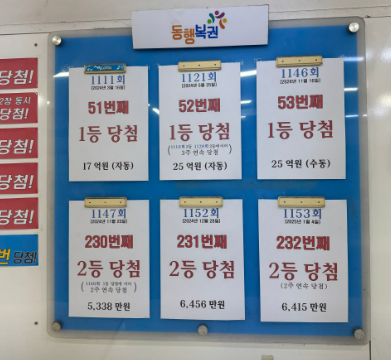 동행복권
1111회
51번째
1등 당첨
17 억원 (자동)
1121회
52번째
1등 당첨
2주 연속 당첨
25 억원 (자동)
1146회
53번째
1등 당첨
25 억원 (수동)
1147회
230번째
2등 당첨
2주 연속 당첨
5,338 만원
1152회
231번째
2등 당첨
6,456 만원
1153회
232번째
2등 당첨
(2주 연속 당첨)
6,415 만원
당첨!
동시
당첨!
당첨!
당첨!
당첨!
번 당첨!